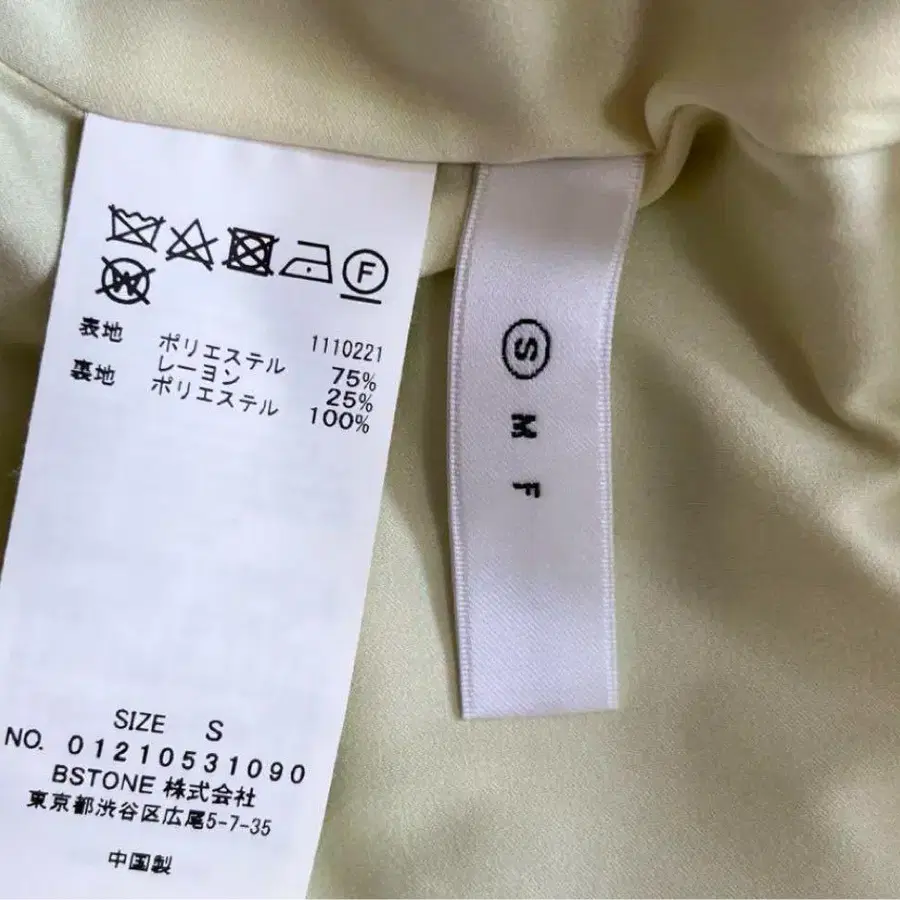 F
W
1110221
表地 ポリエステル 75%
レーヨン 25%
裏地 ポリエステル 100%
SIZE S
NO. 01210531090
BSTONE 株式会社
東京都渋谷区広尾5-7-35
中国製
S M F